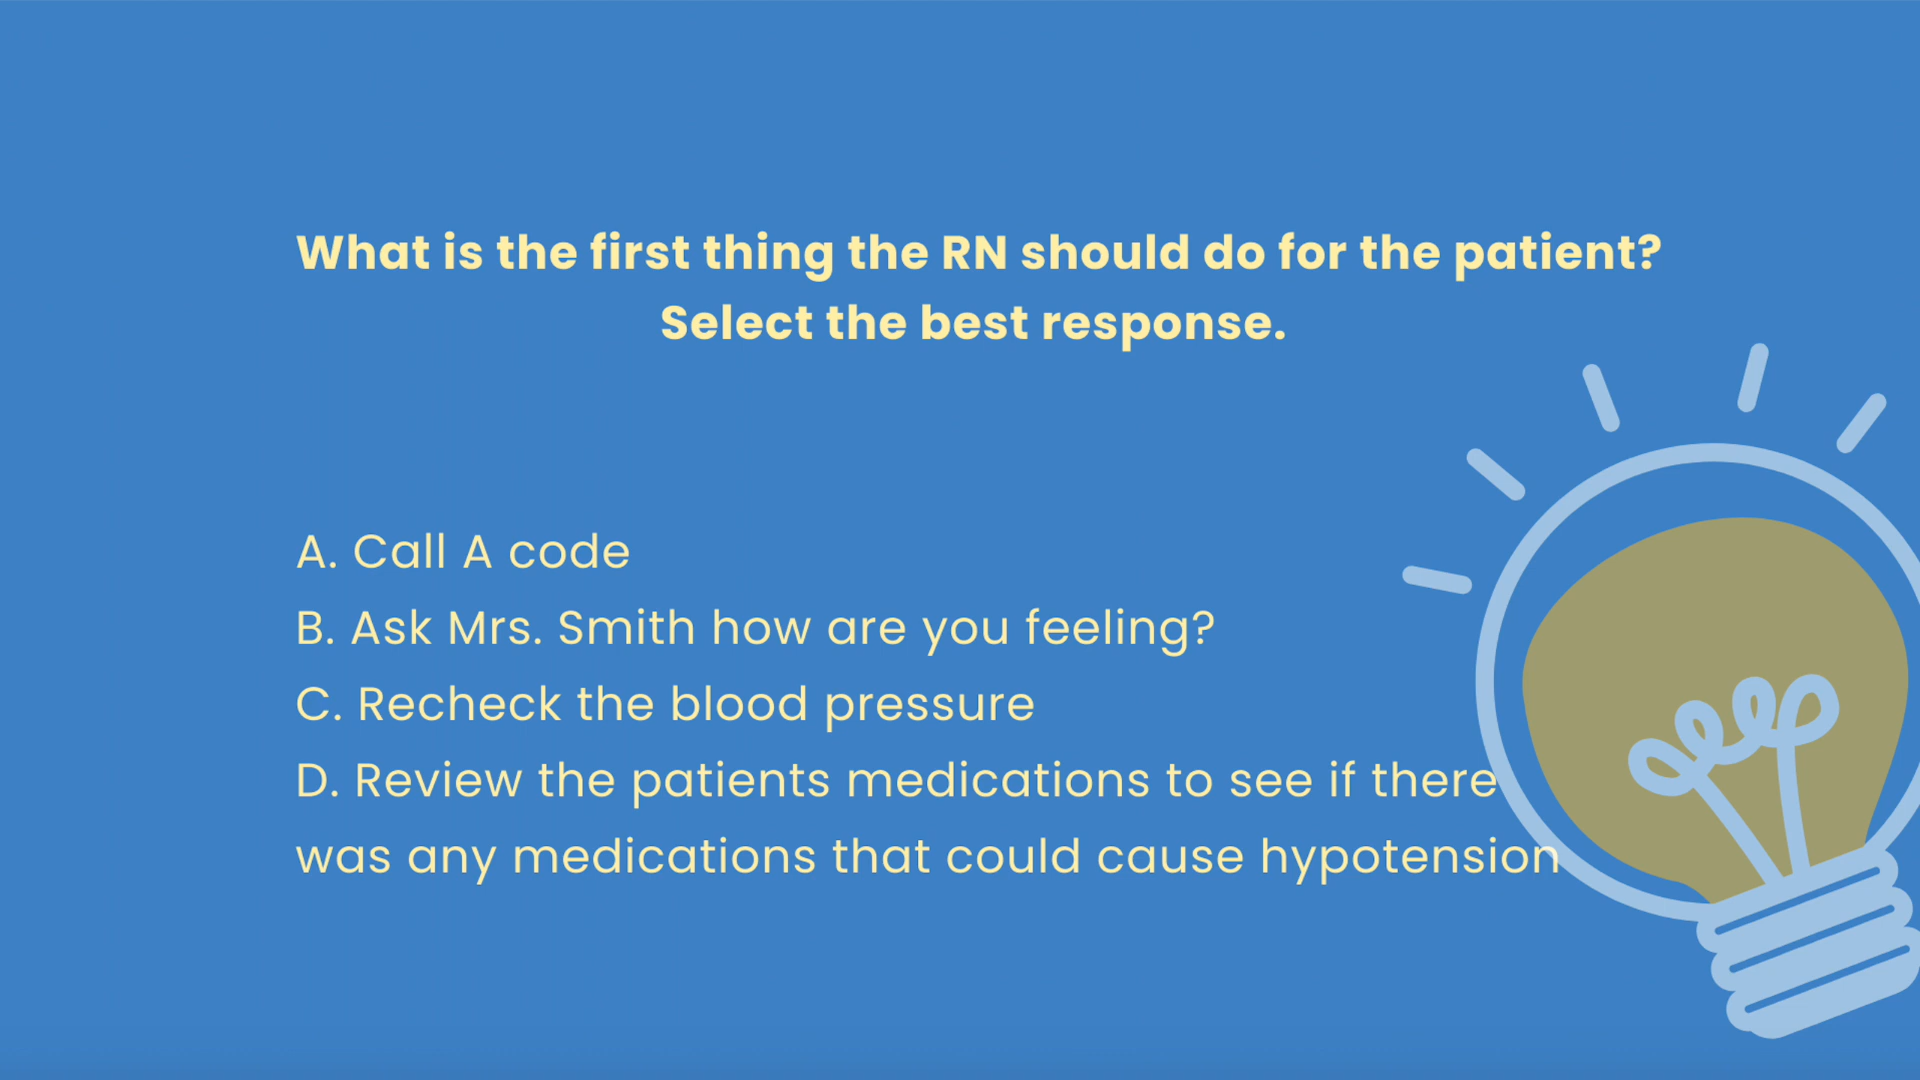 What is the first thing the RN should do for the patient?
Select the best response.
A. Call A code
B. Ask Mrs. Smith how are you feeling?
C. Recheck the blood pressure
D. Review the patients medications to see if there
was any medications that could cause hypotension